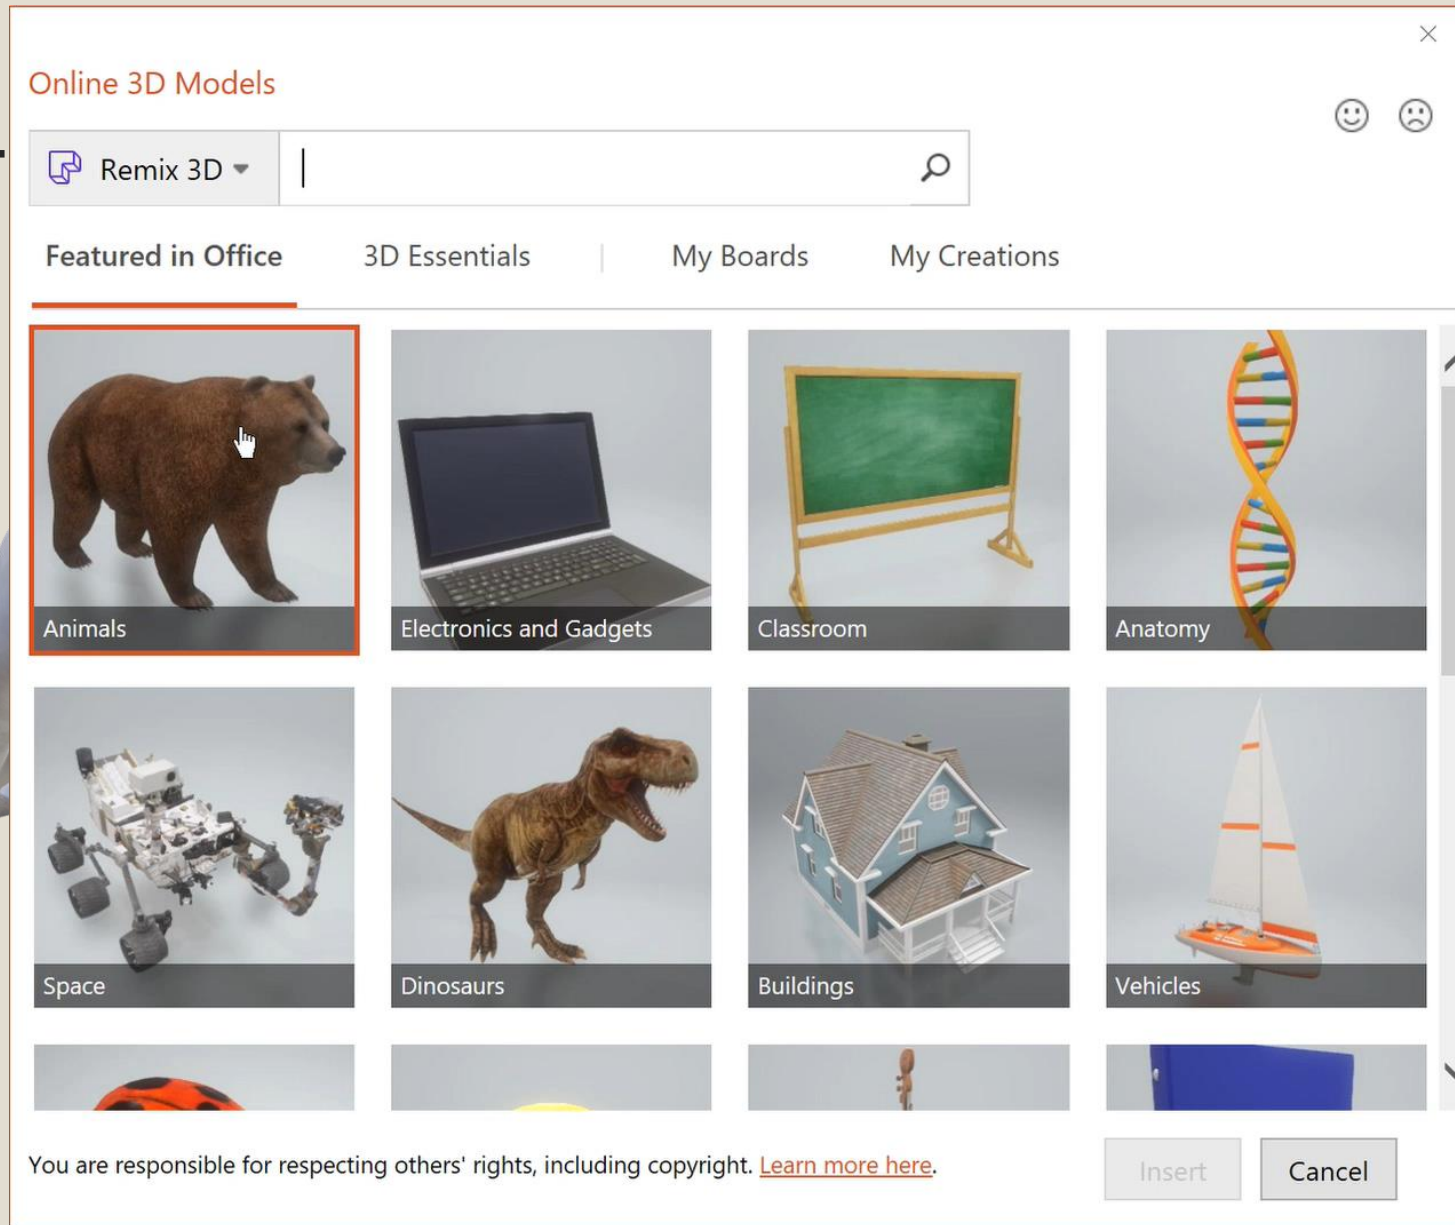 Online 3D Models
Remix 3D
Featured in Office 3D Essentials My Boards My Creations
Animals Electronics and Gadgets Classroom Anatomy
Space Dinosaurs Buildings Vehicles
You are responsible for respecting others' rights, including copyright. Learn more here.
Insert Cancel